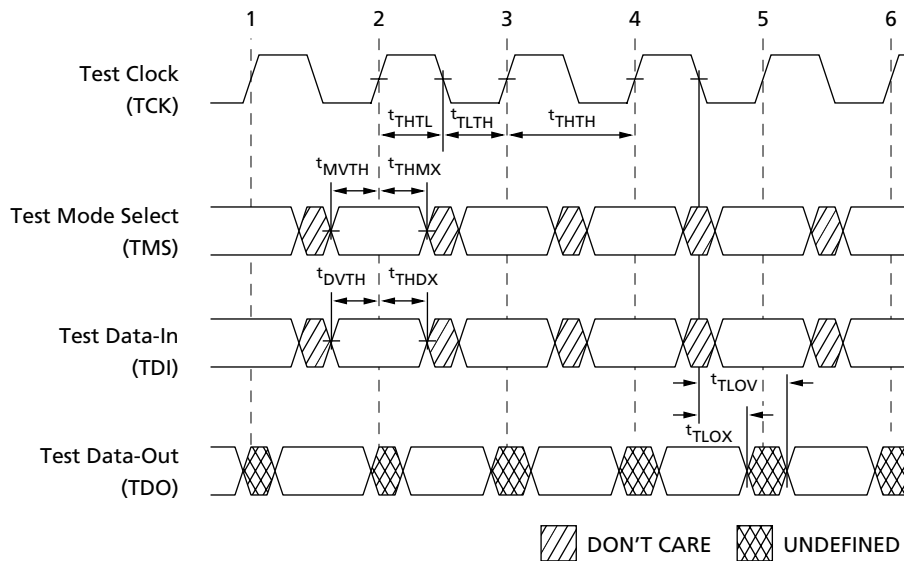 1 2 3 4 5 6
Test Clock
(TCK)
tTHTL tTLTH tTHTH
tMVTH tTHMX
Test Mode Select
(TMS)
tDVTH tTHDX
Test Data-In
(TDI)
tTLOV
tTLOX
Test Data-Out
(TDO)
DON'T CARE UNDEFINED